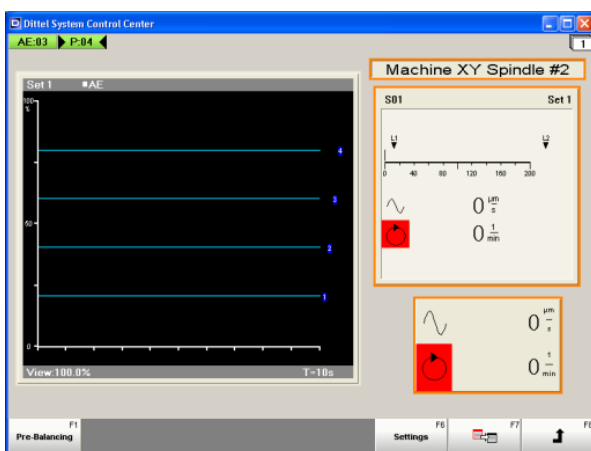 Dittel System Control Center
AE:03 P:04
1
Machine XY Spindle #2
Set 1 ■AE
100
%
4
3
50
2
1
0
View:100.0% T=10s
S01 Set 1
L1 L2
0 40 80 120 160 200
0 µm/s
0 1/min
0 µm/s
0 1/min
F1 F6 F7 F8
Pre-Balancing Settings